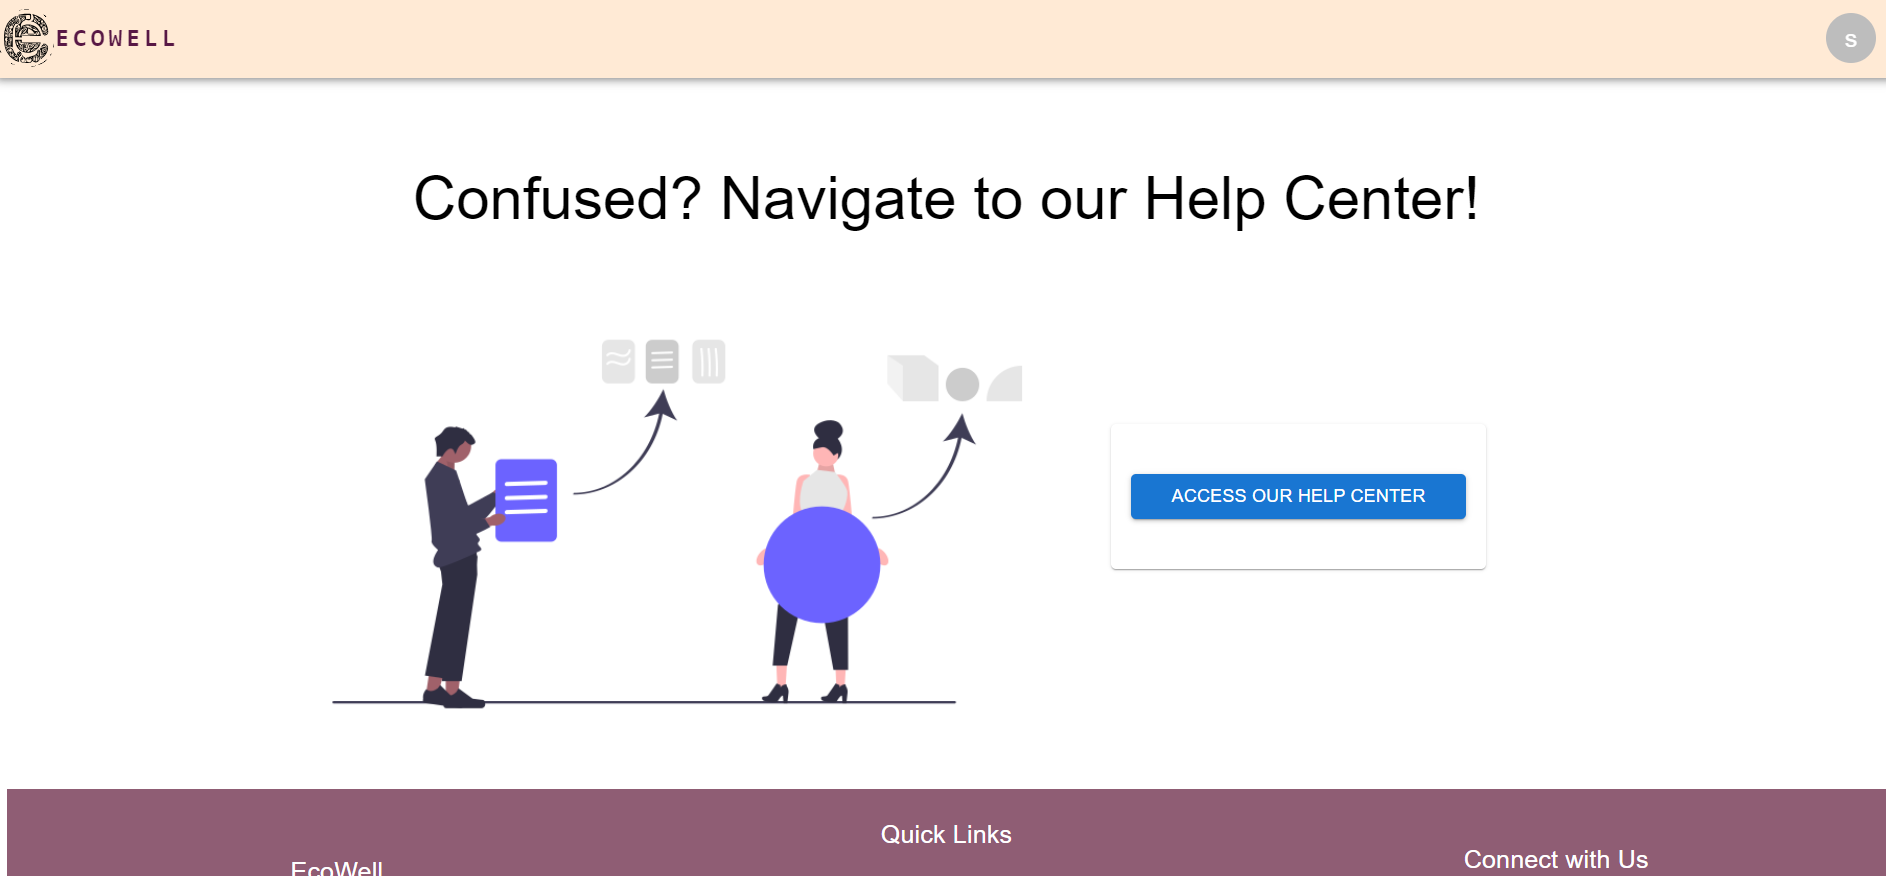 ECOWELL
S
Confused? Navigate to our Help Center!
ACCESS OUR HELP CENTER
Quick Links
EcoWell
Connect with Us